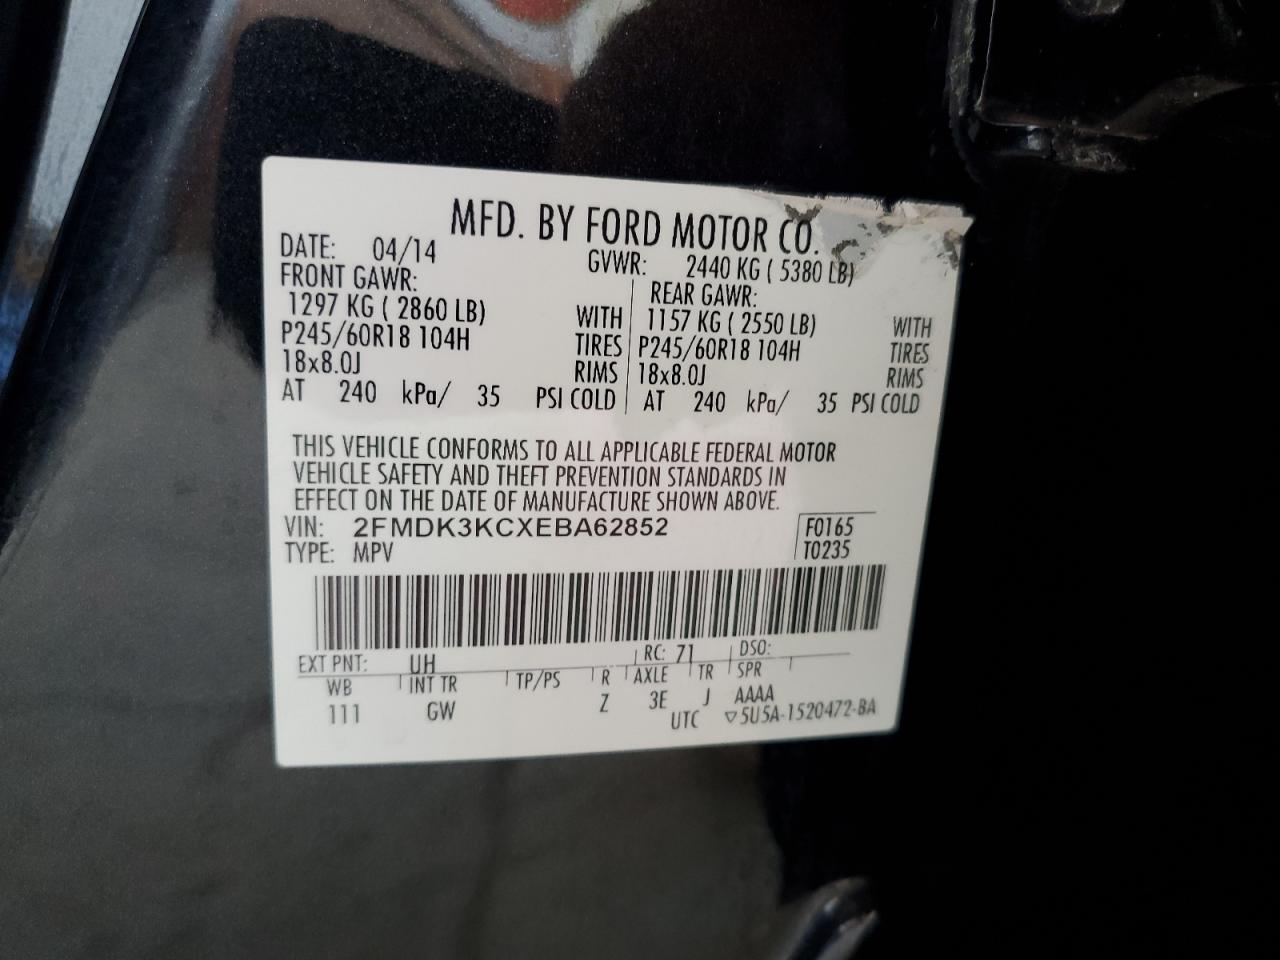 MFD. BY FORD MOTOR CO.
DATE: 04/14 GVWR: 2440 KG ( 5380 LB)
FRONT GAWR: REAR GAWR:
1297 KG ( 2860 LB) WITH 1157 KG ( 2550 LB) WITH
P245/60R18 104H TIRES P245/60R18 104H TIRES
18x8.0J RIMS 18x8.0J RIMS
AT 240 kPa/ 35 PSI COLD AT 240 kPa/ 35 PSI COLD
THIS VEHICLE CONFORMS TO ALL APPLICABLE FEDERAL MOTOR
VEHICLE SAFETY AND THEFT PREVENTION STANDARDS IN
EFFECT ON THE DATE OF MANUFACTURE SHOWN ABOVE.
VIN: 2FMDK3KCXEBA62852 F0165
TYPE: MPV T0235
EXT PNT: UH RC: 71 DSO:
WB INT TR TP/PS R AXLE TR SPR
111 GW Z 3E J AAAA
UTC ▽5U5A-1520472-BA